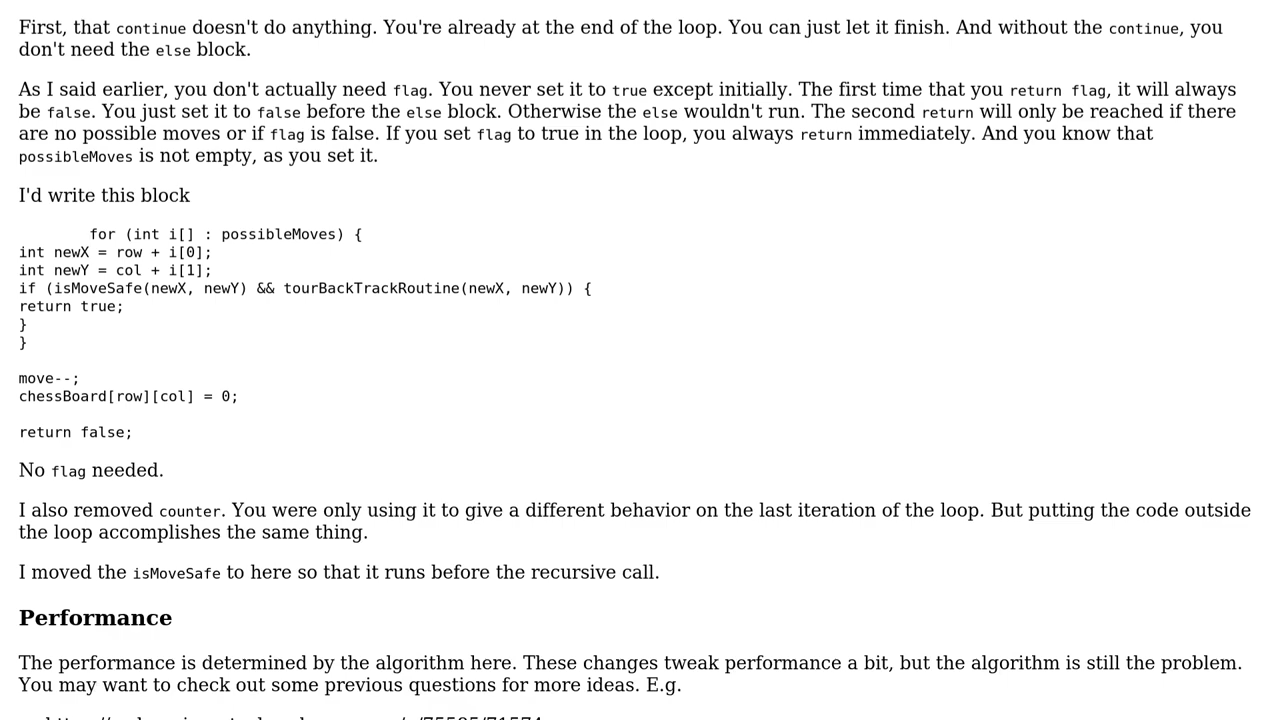 First, that continue doesn't do anything. You're already at the end of the loop. You can just let it finish. And without the continue, you
don't need the else block.
As I said earlier, you don't actually need flag. You never set it to true except initially. The first time that you return flag, it will always
be false. You just set it to false before the else block. Otherwise the else wouldn't run. The second return will only be reached if there
are no possible moves or if flag is false. If you set flag to true in the loop, you always return immediately. And you know that
possibleMoves is not empty, as you set it.
I'd write this block
for (int i[] : possibleMoves) {
int newX = row + i[0];
int newY = col + i[1];
if (isMoveSafe(newX, newY) && tourBackTrackRoutine(newX, newY)) {
return true;
}
}
move--;
chessBoard[row][col] = 0;
return false;
No flag needed.
I also removed counter. You were only using it to give a different behavior on the last iteration of the loop. But putting the code outside
the loop accomplishes the same thing.
I moved the isMoveSafe to here so that it runs before the recursive call.
Performance
The performance is determined by the algorithm here. These changes tweak performance a bit, but the algorithm is still the problem.
You may want to check out some previous questions for more ideas. E.g.